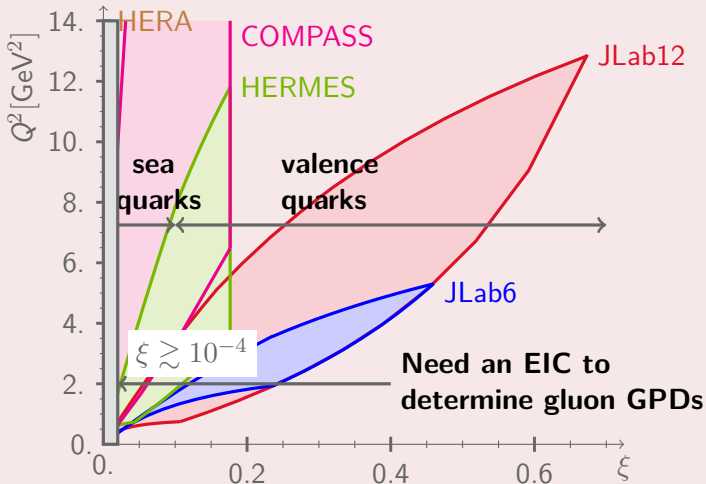 14.
HERA
COMPASS
JLab12
12.
HERMES
Q² [GeV²]
10.
sea
quarks
valence
quarks
8.
6.
JLab6
4.
ξ ≳ 10⁻⁴
Need an EIC to
determine gluon GPDs
2.
0.
0.
0.2
0.4
0.6
ξ